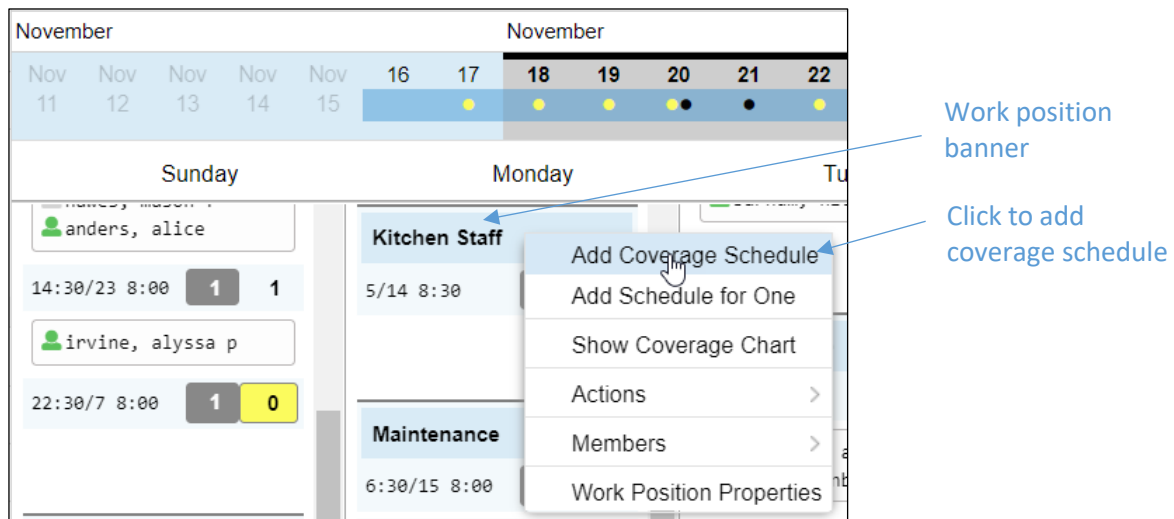 November November
Nov Nov Nov Nov Nov 16 17 18 19 20 21 22
11 12 13 14 15
Work position
banner
Sunday Monday Tu
Click to add
coverage schedule
anders, alice
14:30/23 8:00 1 1
irvine, alyssa p
22:30/7 8:00 1 0
Kitchen Staff
5/14 8:30
Maintenance
6:30/15 8:00
Add Coverage Schedule
Add Schedule for One
Show Coverage Chart
Actions
Members
Work Position Properties